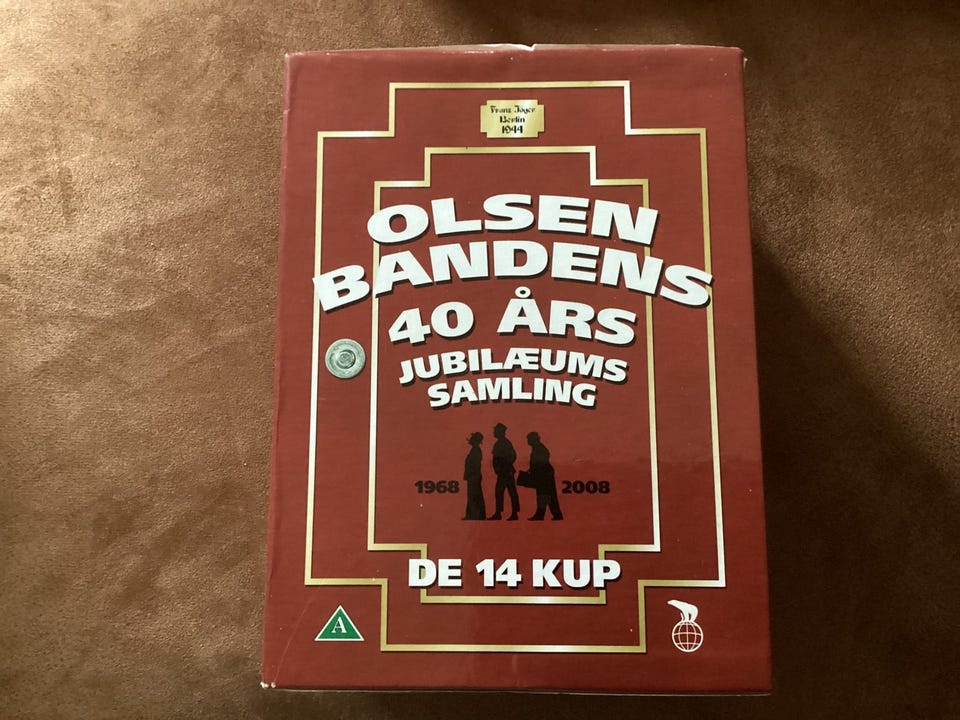 Franz Jäger
Berlin
1944
OLSEN
BANDENS
40 ÅRS
JUBILÆUMS
SAMLING
1968 2008
DE 14 KUP
A